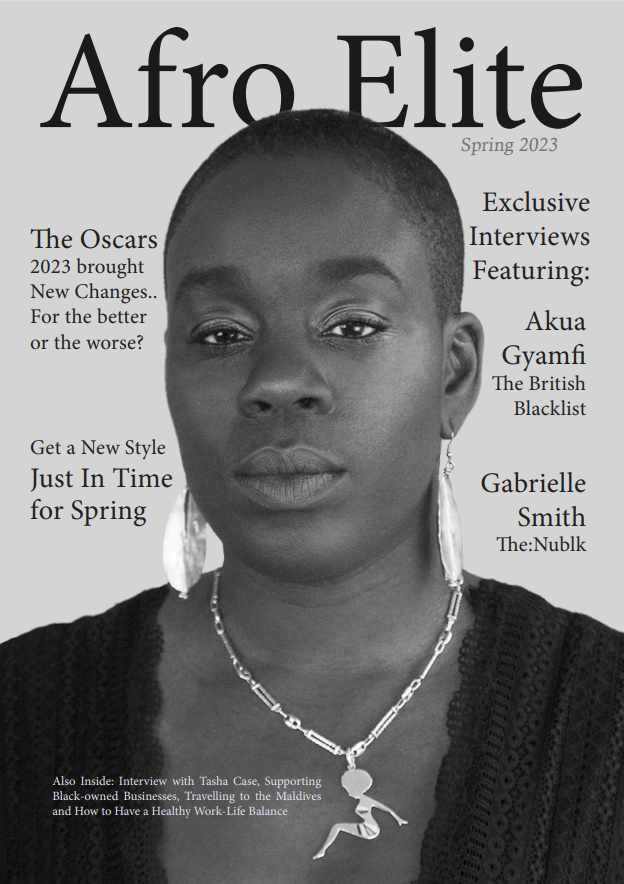 Afro Elite
Spring 2023
The Oscars
2023 brought
New Changes..
For the better
or the worse?
Get a New Style
Just In Time
for Spring
Exclusive
Interviews
Featuring:
Akua
Gyamfi
The British
Blacklist
Gabrielle
Smith
The:Nublk
Also Inside: Interview with Tasha Case, Supporting
Black-owned Businesses, Travelling to the Maldives
and How to Have a Healthy Work-Life Balance